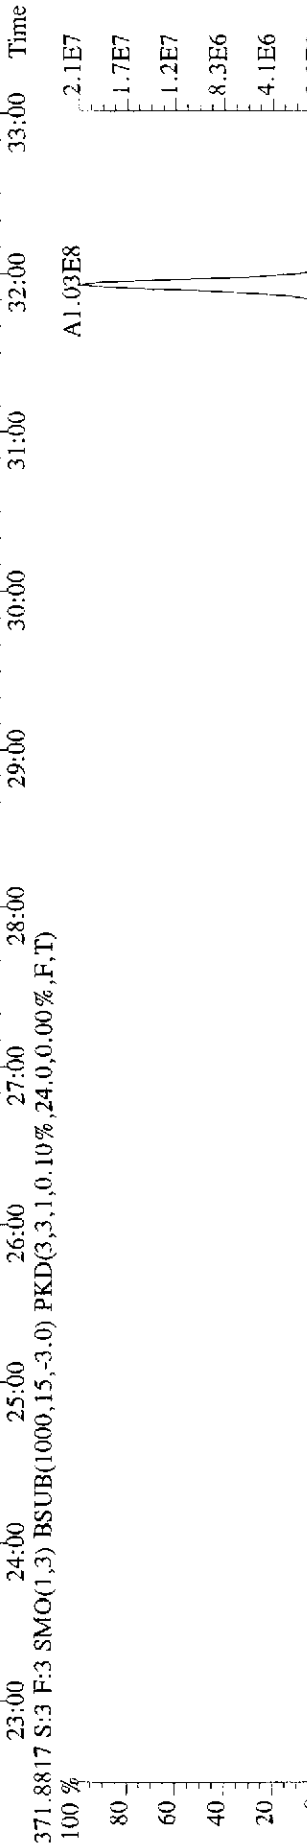 23:00 24:00 25:00 26:00 27:00 28:00 29:00 30:00 31:00 32:00 33:00 Time
371.8817 S:3 F:3 SMO(1,3) BSUB(1000,15,-3.0) PKD(3,3,1,0.10%,24.0,0.00%,F,T)
100 % A1.03E8 2.1E7
80 1.7E7
60 1.2E7
40 8.3E6
20 4.1E6